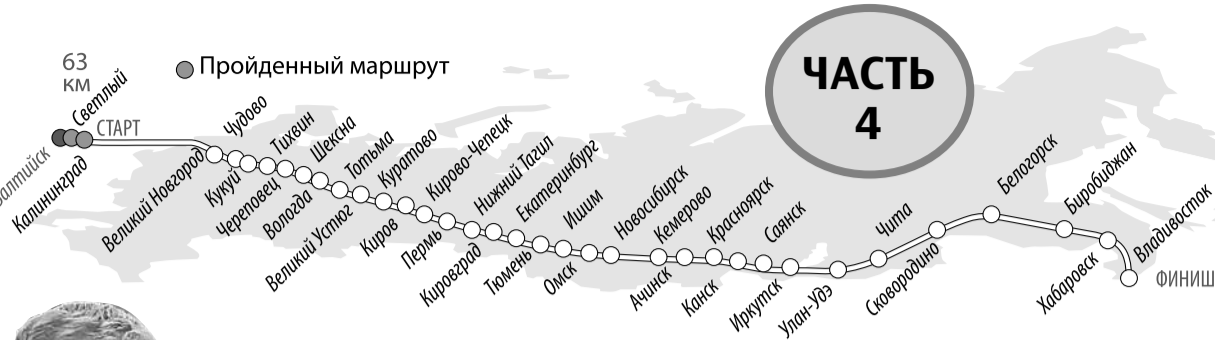 63
км
Пройденный маршрут
ЧАСТЬ
4
СТАРТ
Светлый
Калининград
Великий Новгород
Чудово
Кукуй
Тихвин
Череповец
Шексна
Вологда
Тотьма
Великий Устюг
Куратово
Киров
Кирово-Чепецк
Пермь
Нижний Тагил
Кировград
Екатеринбург
Тюмень
Ишим
Омск
Новосибирск
Ачинск
Кемерово
Канск
Красноярск
Иркутск
Саянск
Улан-Удэ
Чита
Сковородино
Белогорск
Хабаровск
Биробиджан
Владивосток
ФИНИШ